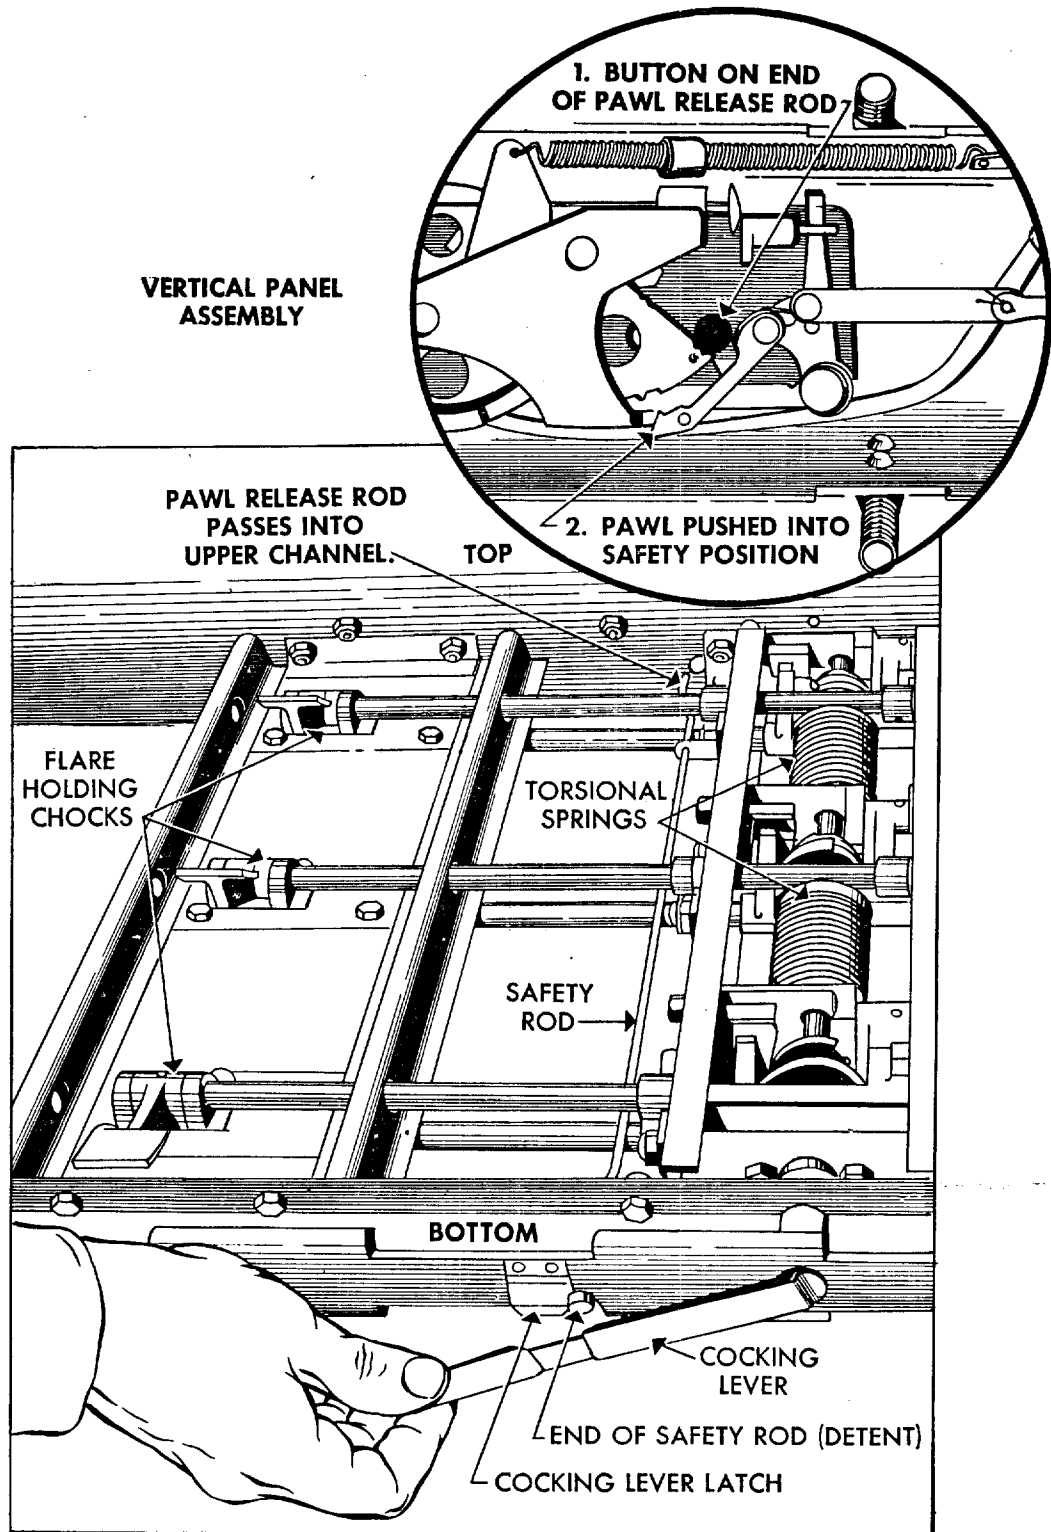 1. BUTTON ON END
OF PAWL RELEASE ROD
VERTICAL PANEL
ASSEMBLY
PAWL RELEASE ROD
PASSES INTO
UPPER CHANNEL.
TOP
2. PAWL PUSHED INTO
SAFETY POSITION
FLARE
HOLDING
CHOCKS
TORSIONAL
SPRINGS
SAFETY
ROD
BOTTOM
COCKING
LEVER
END OF SAFETY ROD (DETENT)
COCKING LEVER LATCH